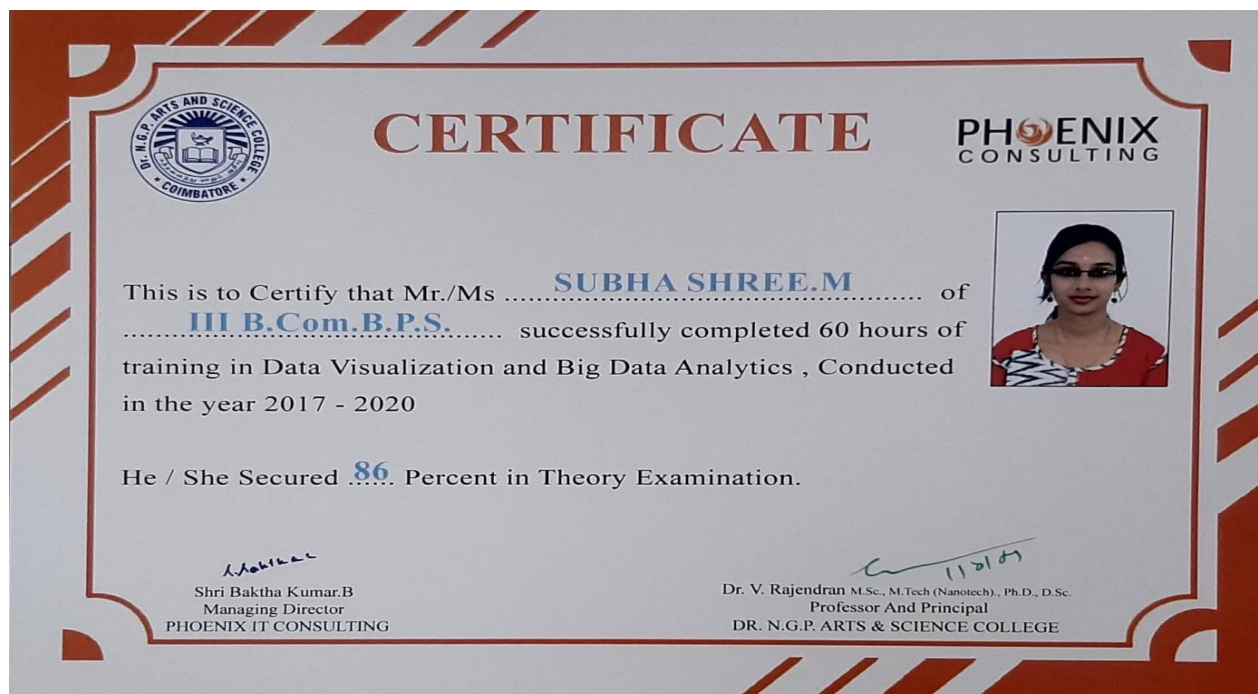 Dr. N.G.P. ARTS AND SCIENCE COLLEGE
* COIMBATORE *
CERTIFICATE
PHOENIX
CONSULTING
This is to Certify that Mr./Ms ......SUBHA SHREE.M...... of
......III B.Com.B.P.S....... successfully completed 60 hours of
training in Data Visualization and Big Data Analytics , Conducted
in the year 2017 - 2020
He / She Secured .86. Percent in Theory Examination.
Shri Baktha Kumar.B
Managing Director
PHOENIX IT CONSULTING
Dr. V. Rajendran M.Sc., M.Tech (Nanotech)., Ph.D., D.Sc.
Professor And Principal
DR. N.G.P. ARTS & SCIENCE COLLEGE